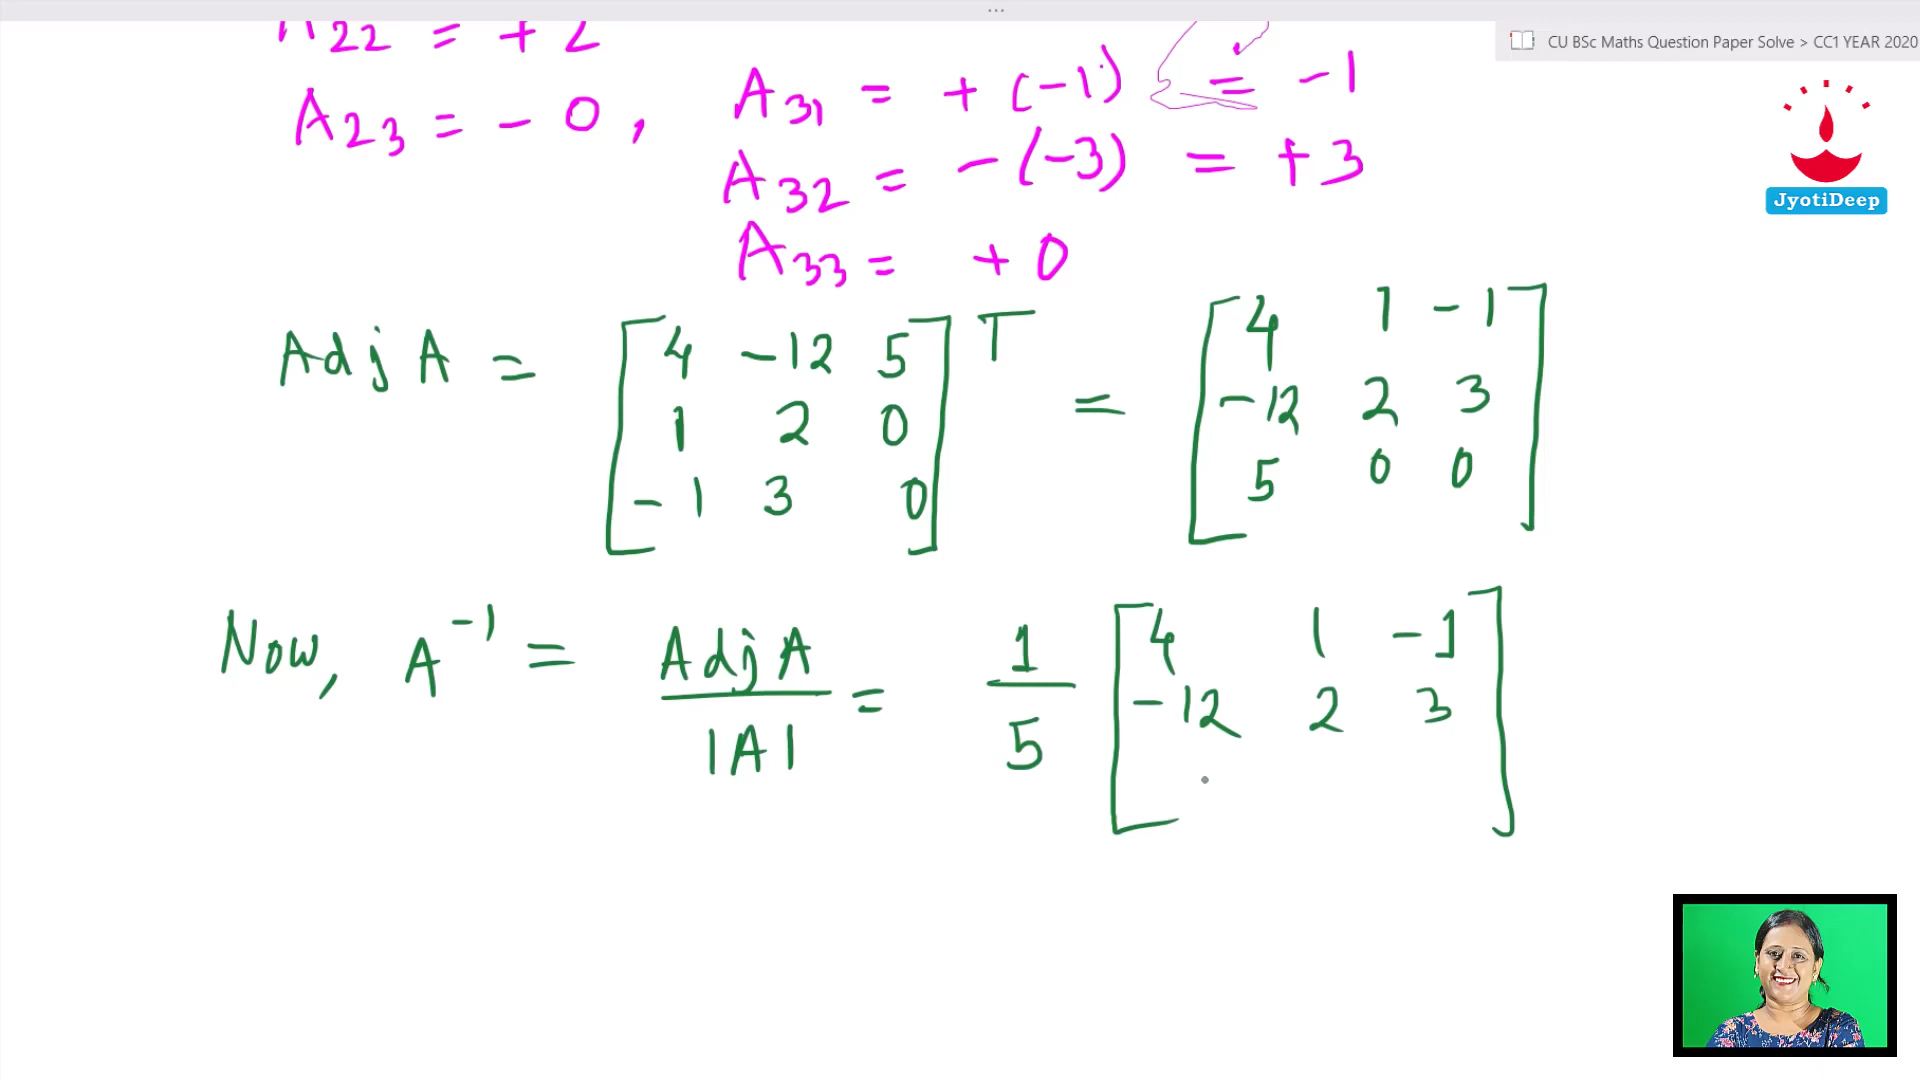 ...
A22 = + 2
CU BSc Maths Question Paper Solve > CC1 YEAR 2020
A23 = - 0 , A31 = + (-1) = -1
A32 = - (-3) = +3
A33 = + 0
JyotiDeep
Adj A = [ 4 -12 5 ]T = [ 4 1 -1 ]
1 2 0 -12 2 3
-1 3 0 5 0 0
Now, A-1 = Adj A / |A| = 1/5 [ 4 1 -1 ]
-12 2 3